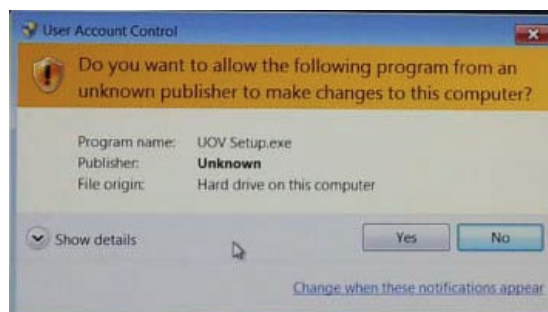 User Account Control
Do you want to allow the following program from an
unknown publisher to make changes to this computer?
Program name: UOV Setup.exe
Publisher: Unknown
File origin: Hard drive on this computer
Show details
Yes
No
Change when these notifications appear